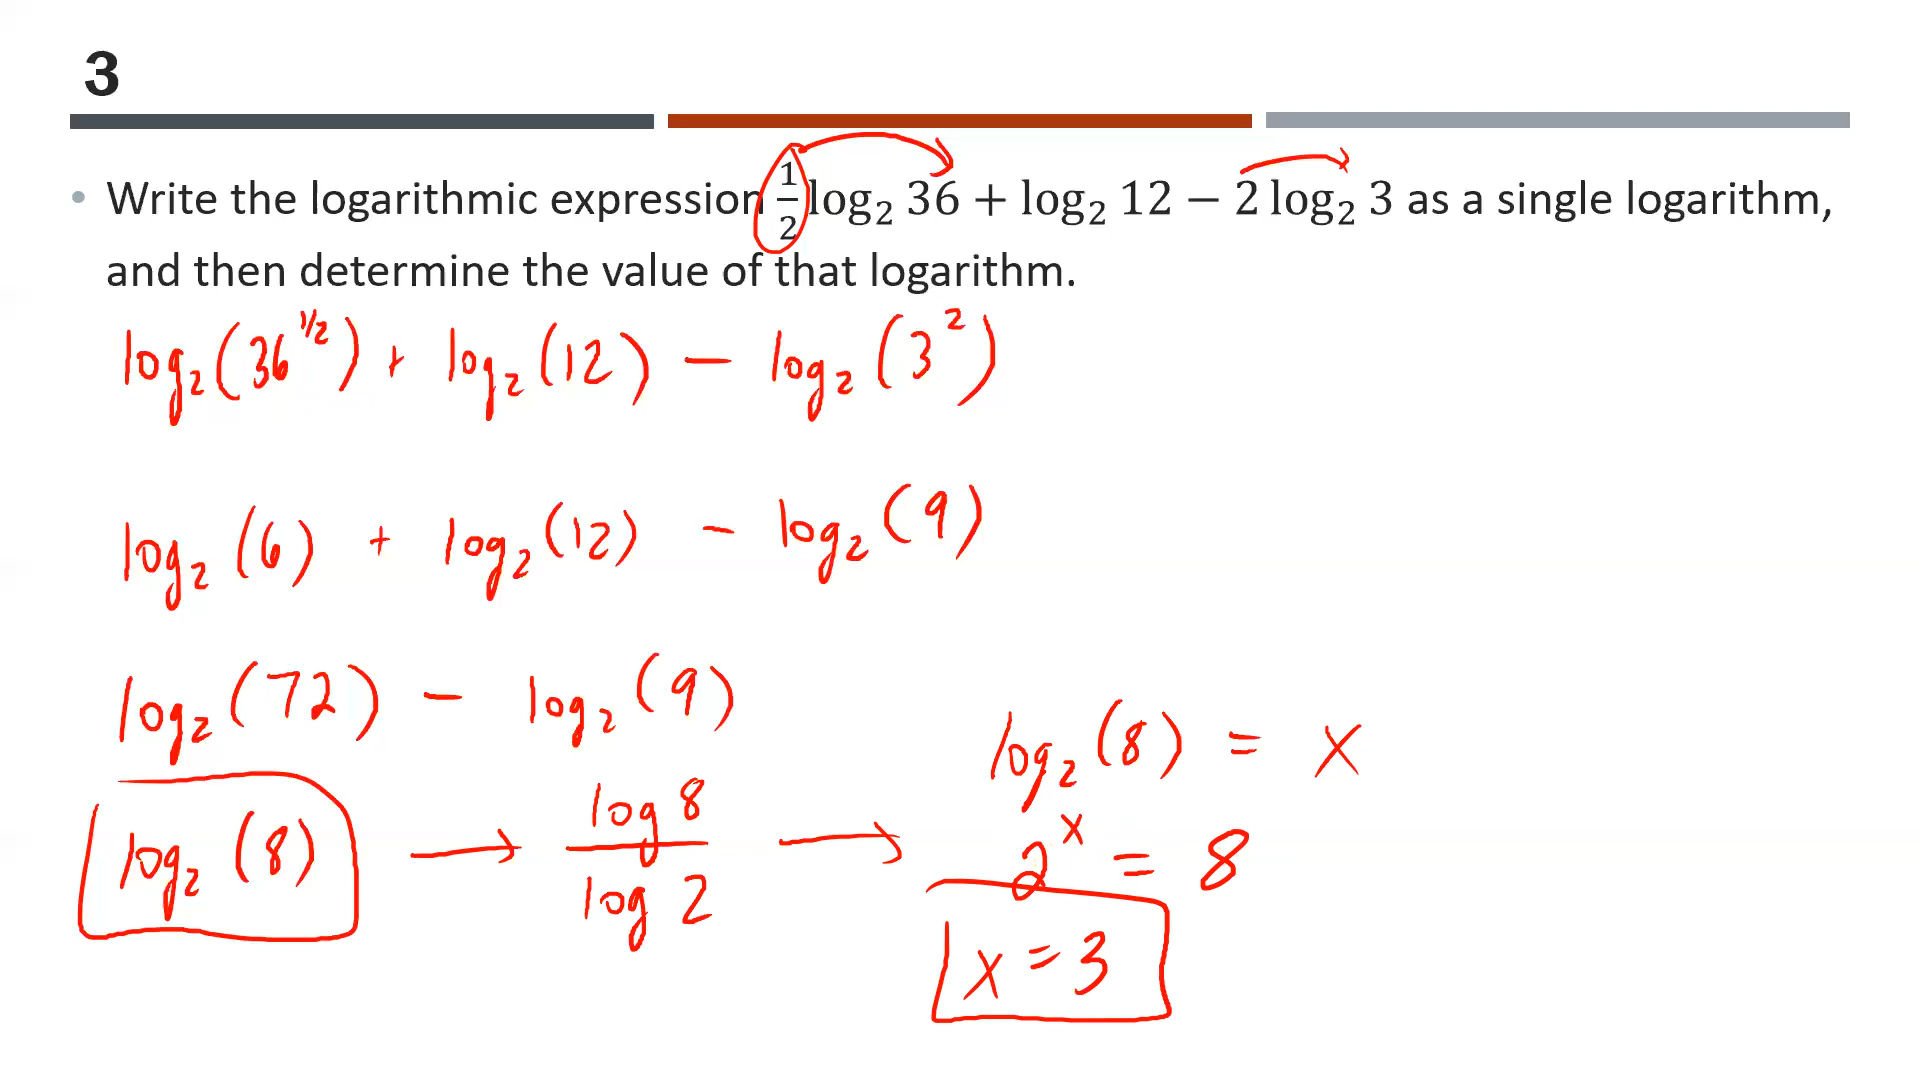 3
• Write the logarithmic expression ½ log₂ 36 + log₂ 12 − 2 log₂ 3 as a single logarithm,
and then determine the value of that logarithm.
log₂(36^1/2) + log₂(12) − log₂(3²)
log₂(6) + log₂(12) − log₂(9)
log₂(72) − log₂(9)
log₂(8) → log 8 / log 2 →
log₂(8) = x
2^x = 8
x = 3